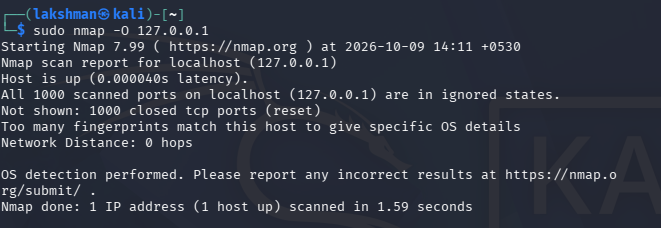 ┌──(lakshman㉿kali)-[~]
└─$ sudo nmap -O 127.0.0.1
Starting Nmap 7.99 ( https://nmap.org ) at 2026-10-09 14:11 +0530
Nmap scan report for localhost (127.0.0.1)
Host is up (0.000040s latency).
All 1000 scanned ports on localhost (127.0.0.1) are in ignored states.
Not shown: 1000 closed tcp ports (reset)
Too many fingerprints match this host to give specific OS details
Network Distance: 0 hops

OS detection performed. Please report any incorrect results at https://nmap.o
rg/submit/ .
Nmap done: 1 IP address (1 host up) scanned in 1.59 seconds
KA